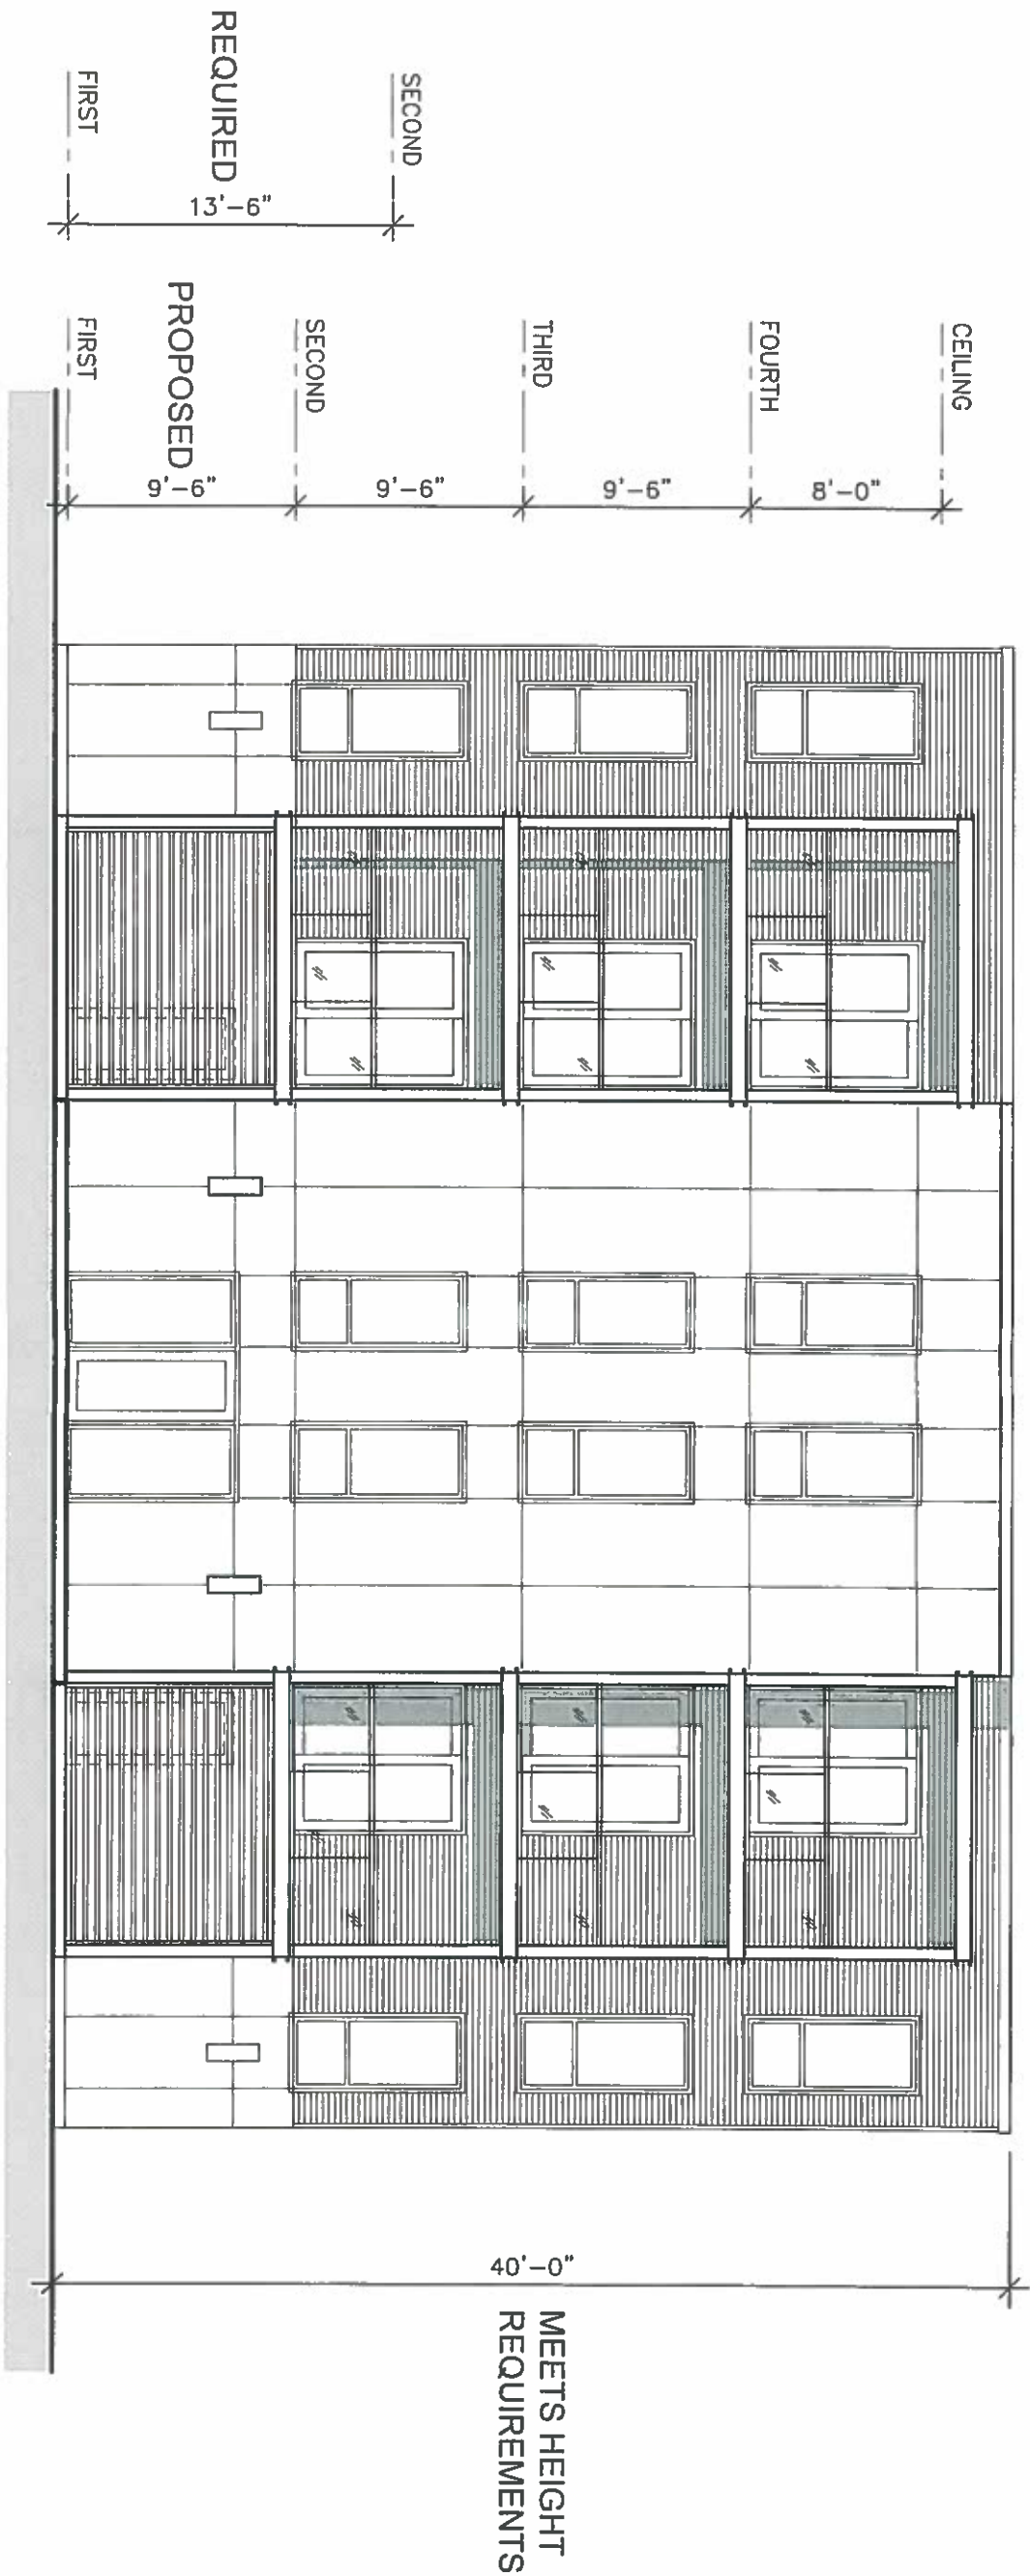 SECOND
FIRST
REQUIRED
13'-6"
CEILING
FOURTH
THIRD
SECOND
FIRST
PROPOSED
8'-0"
9'-6"
9'-6"
9'-6"
40'-0"
MEETS HEIGHT
REQUIREMENTS